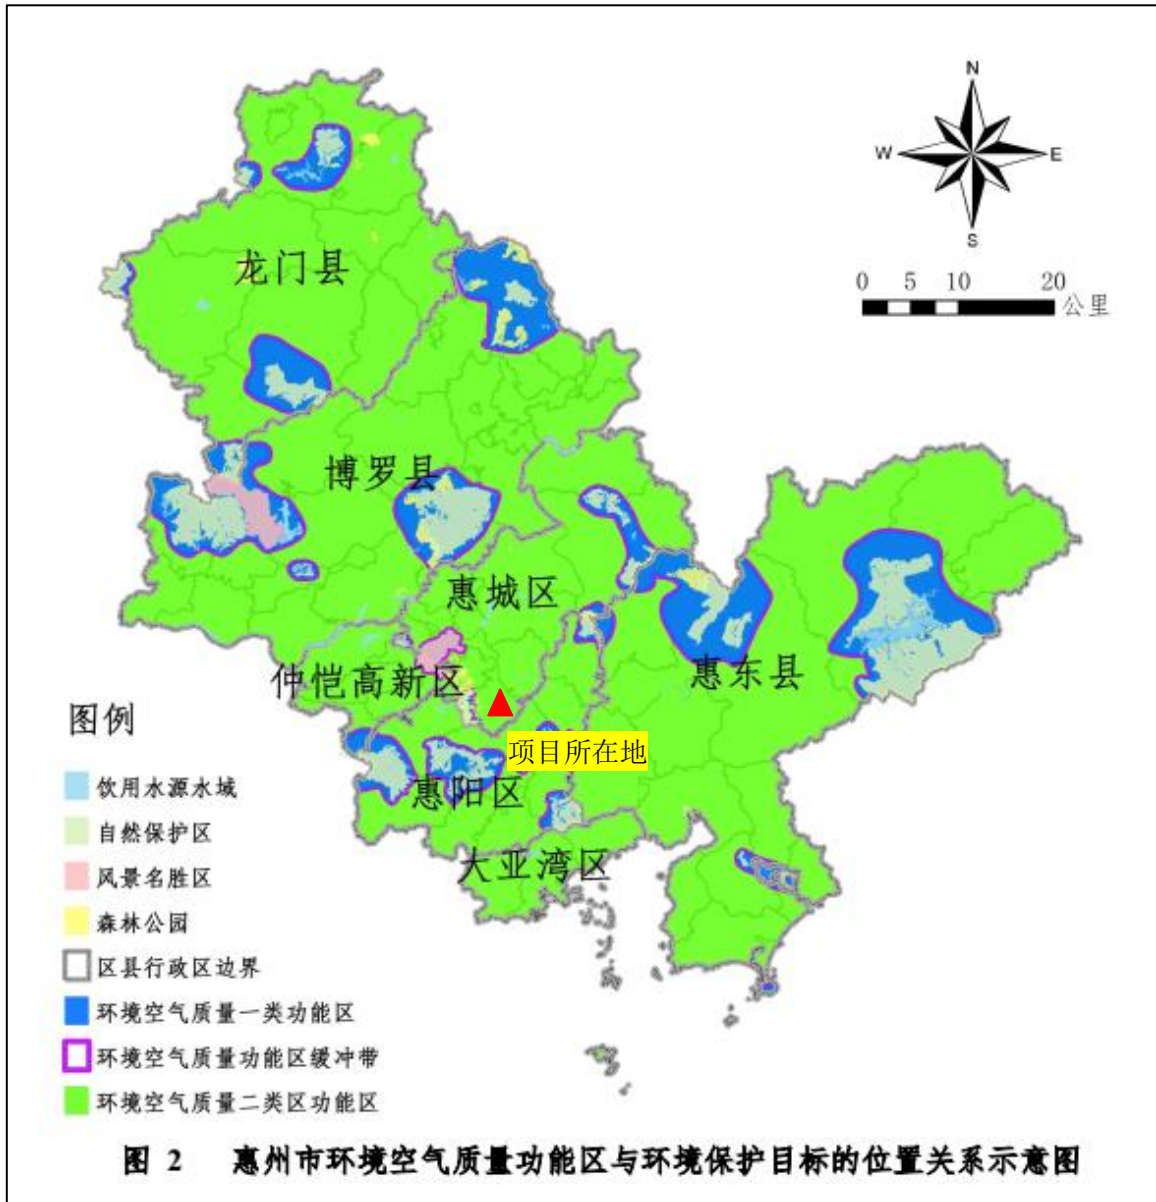 N
W
E
S
0 5 10 20
公里
龙门县
博罗县
惠城区
仲恺高新区
惠东县
项目所在地
惠阳区
大亚湾区
图例
饮用水源水域
自然保护区
风景名胜区
森林公园
区县行政区边界
环境空气质量一类功能区
环境空气质量功能区缓冲带
环境空气质量二类区功能区
图 2 惠州市环境空气质量功能区与环境保护目标的位置关系示意图